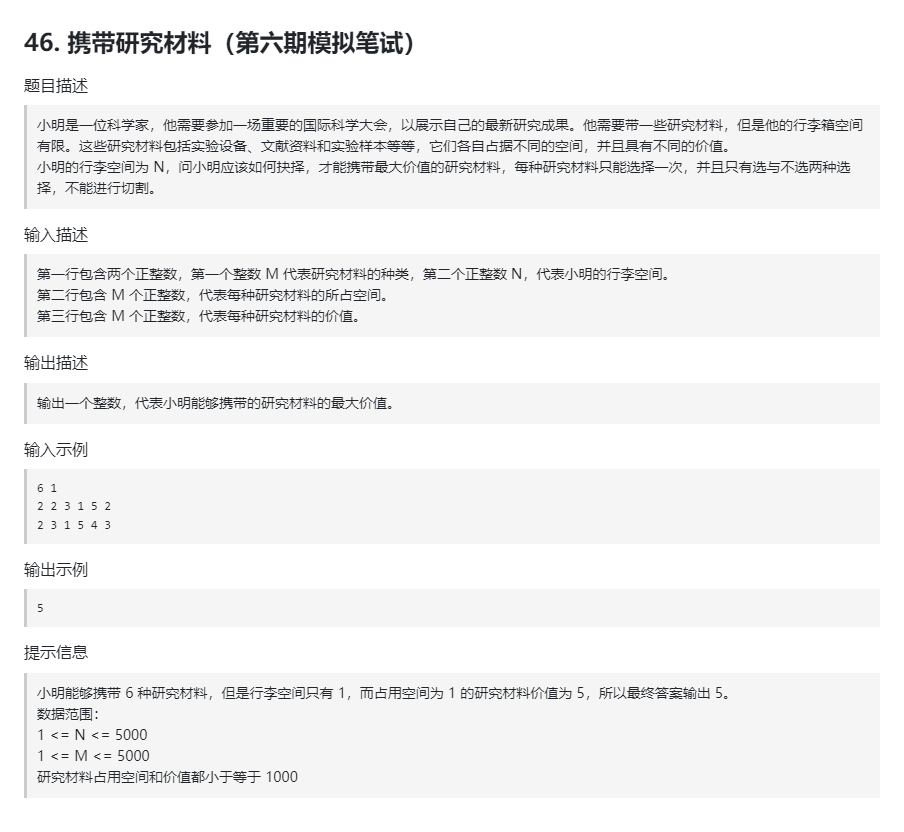 46. 携带研究材料（第六期模拟笔试）
题目描述
小明是一位科学家，他需要参加一场重要的国际科学大会，以展示自己的最新研究成果。他需要带一些研究材料，但是他的行李箱空间
有限。这些研究材料包括实验设备、文献资料和实验样本等等，它们各自占据不同的空间，并且具有不同的价值。
小明的行李空间为 N，问小明应该如何抉择，才能携带最大价值的研究材料，每种研究材料只能选择一次，并且只有选与不选两种选
择，不能进行切割。
输入描述
第一行包含两个正整数，第一个整数 M 代表研究材料的种类，第二个正整数 N，代表小明的行李空间。
第二行包含 M 个正整数，代表每种研究材料的所占空间。
第三行包含 M 个正整数，代表每种研究材料的价值。
输出描述
输出一个整数，代表小明能够携带的研究材料的最大价值。
输入示例
6 1
2 2 3 1 5 2
2 3 1 5 4 3
输出示例
5
提示信息
小明能够携带 6 种研究材料，但是行李空间只有 1，而占用空间为 1 的研究材料价值为 5，所以最终答案输出 5。
数据范围：
1 <= N <= 5000
1 <= M <= 5000
研究材料占用空间和价值都小于等于 1000